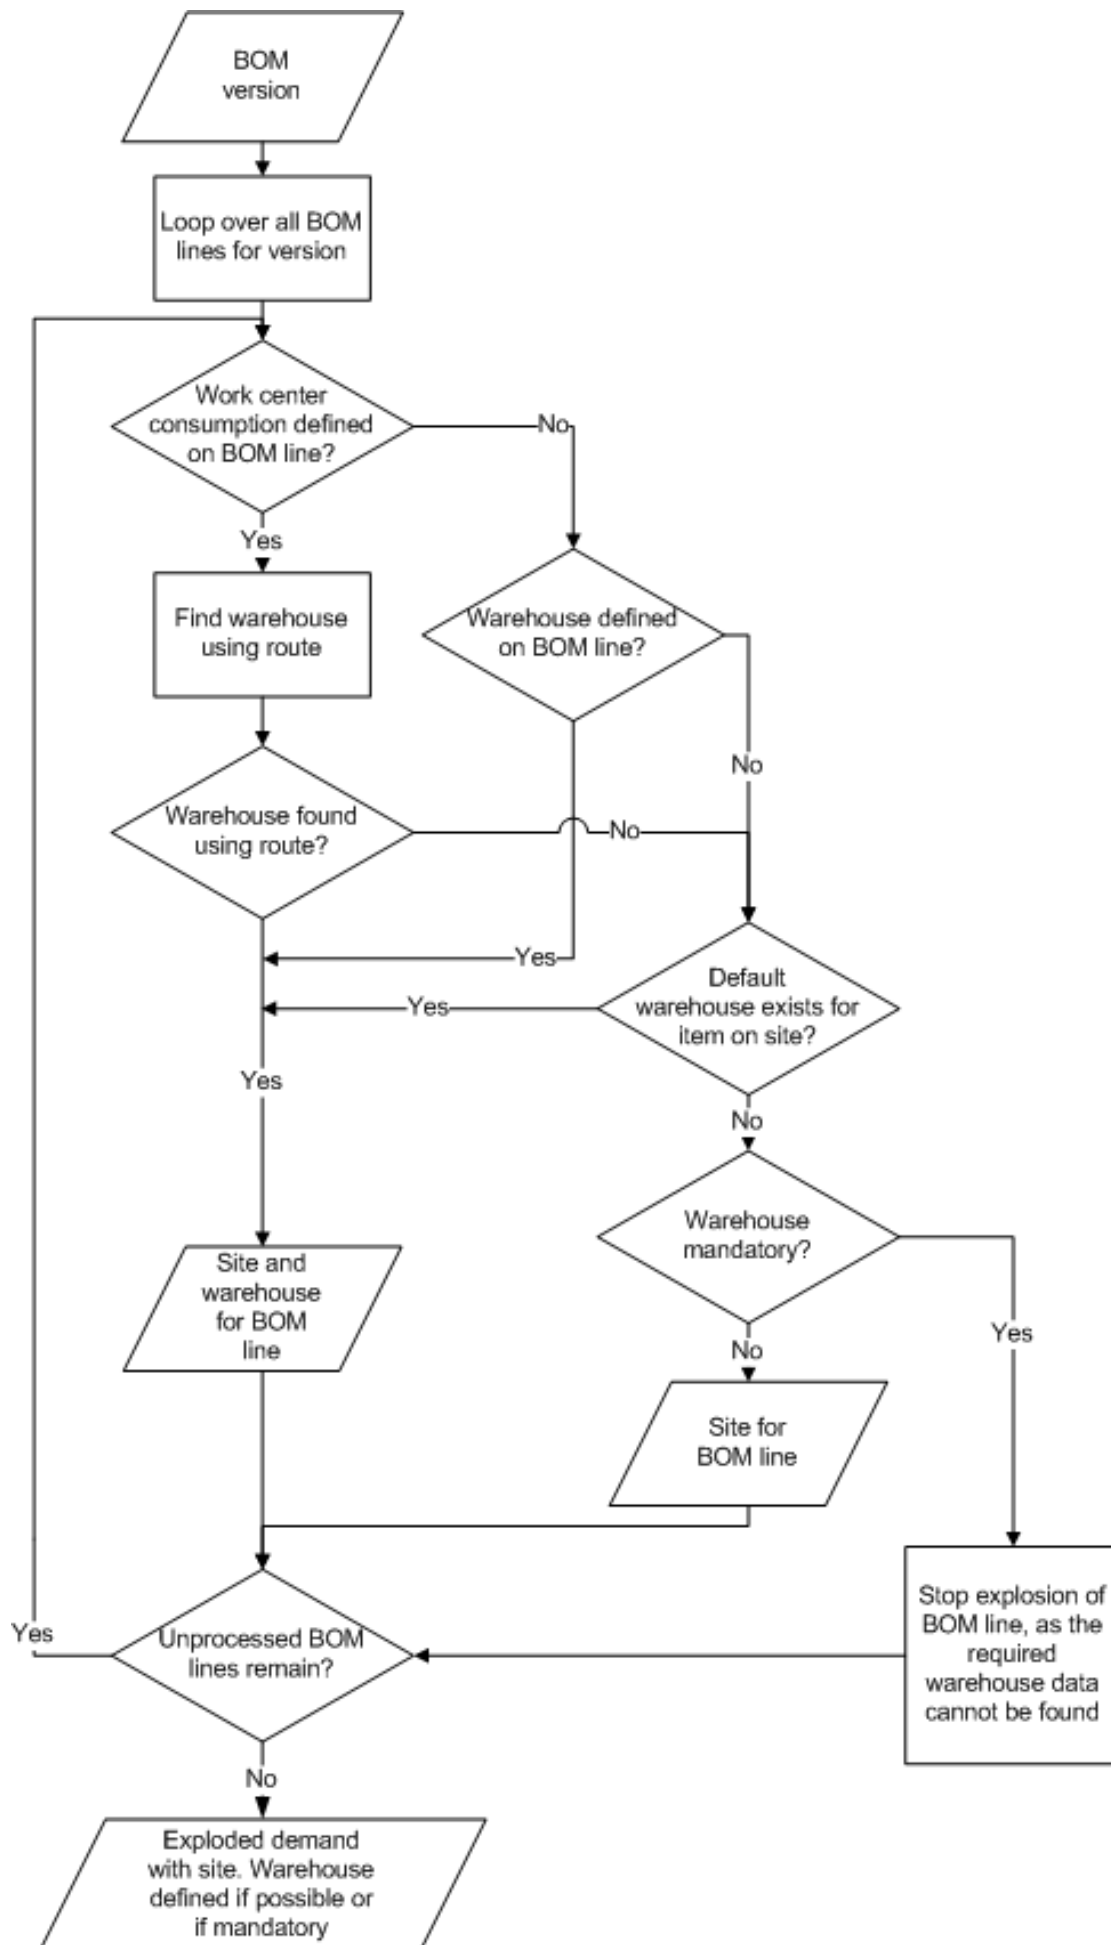 BOM
version
Loop over all BOM
lines for version
Work center
consumption defined
on BOM line?
No
Yes
Find warehouse
using route
Warehouse defined
on BOM line?
No
Warehouse found
using route?
No
Yes
Default
warehouse exists for
item on site?
Yes
Yes
No
Warehouse
mandatory?
Site and
warehouse
for BOM
line
Yes
No
Site for
BOM line
Stop explosion of
BOM line, as the
required
warehouse data
cannot be found
Yes
Unprocessed BOM
lines remain?
No
Exploded demand
with site. Warehouse
defined if possible or
if mandatory